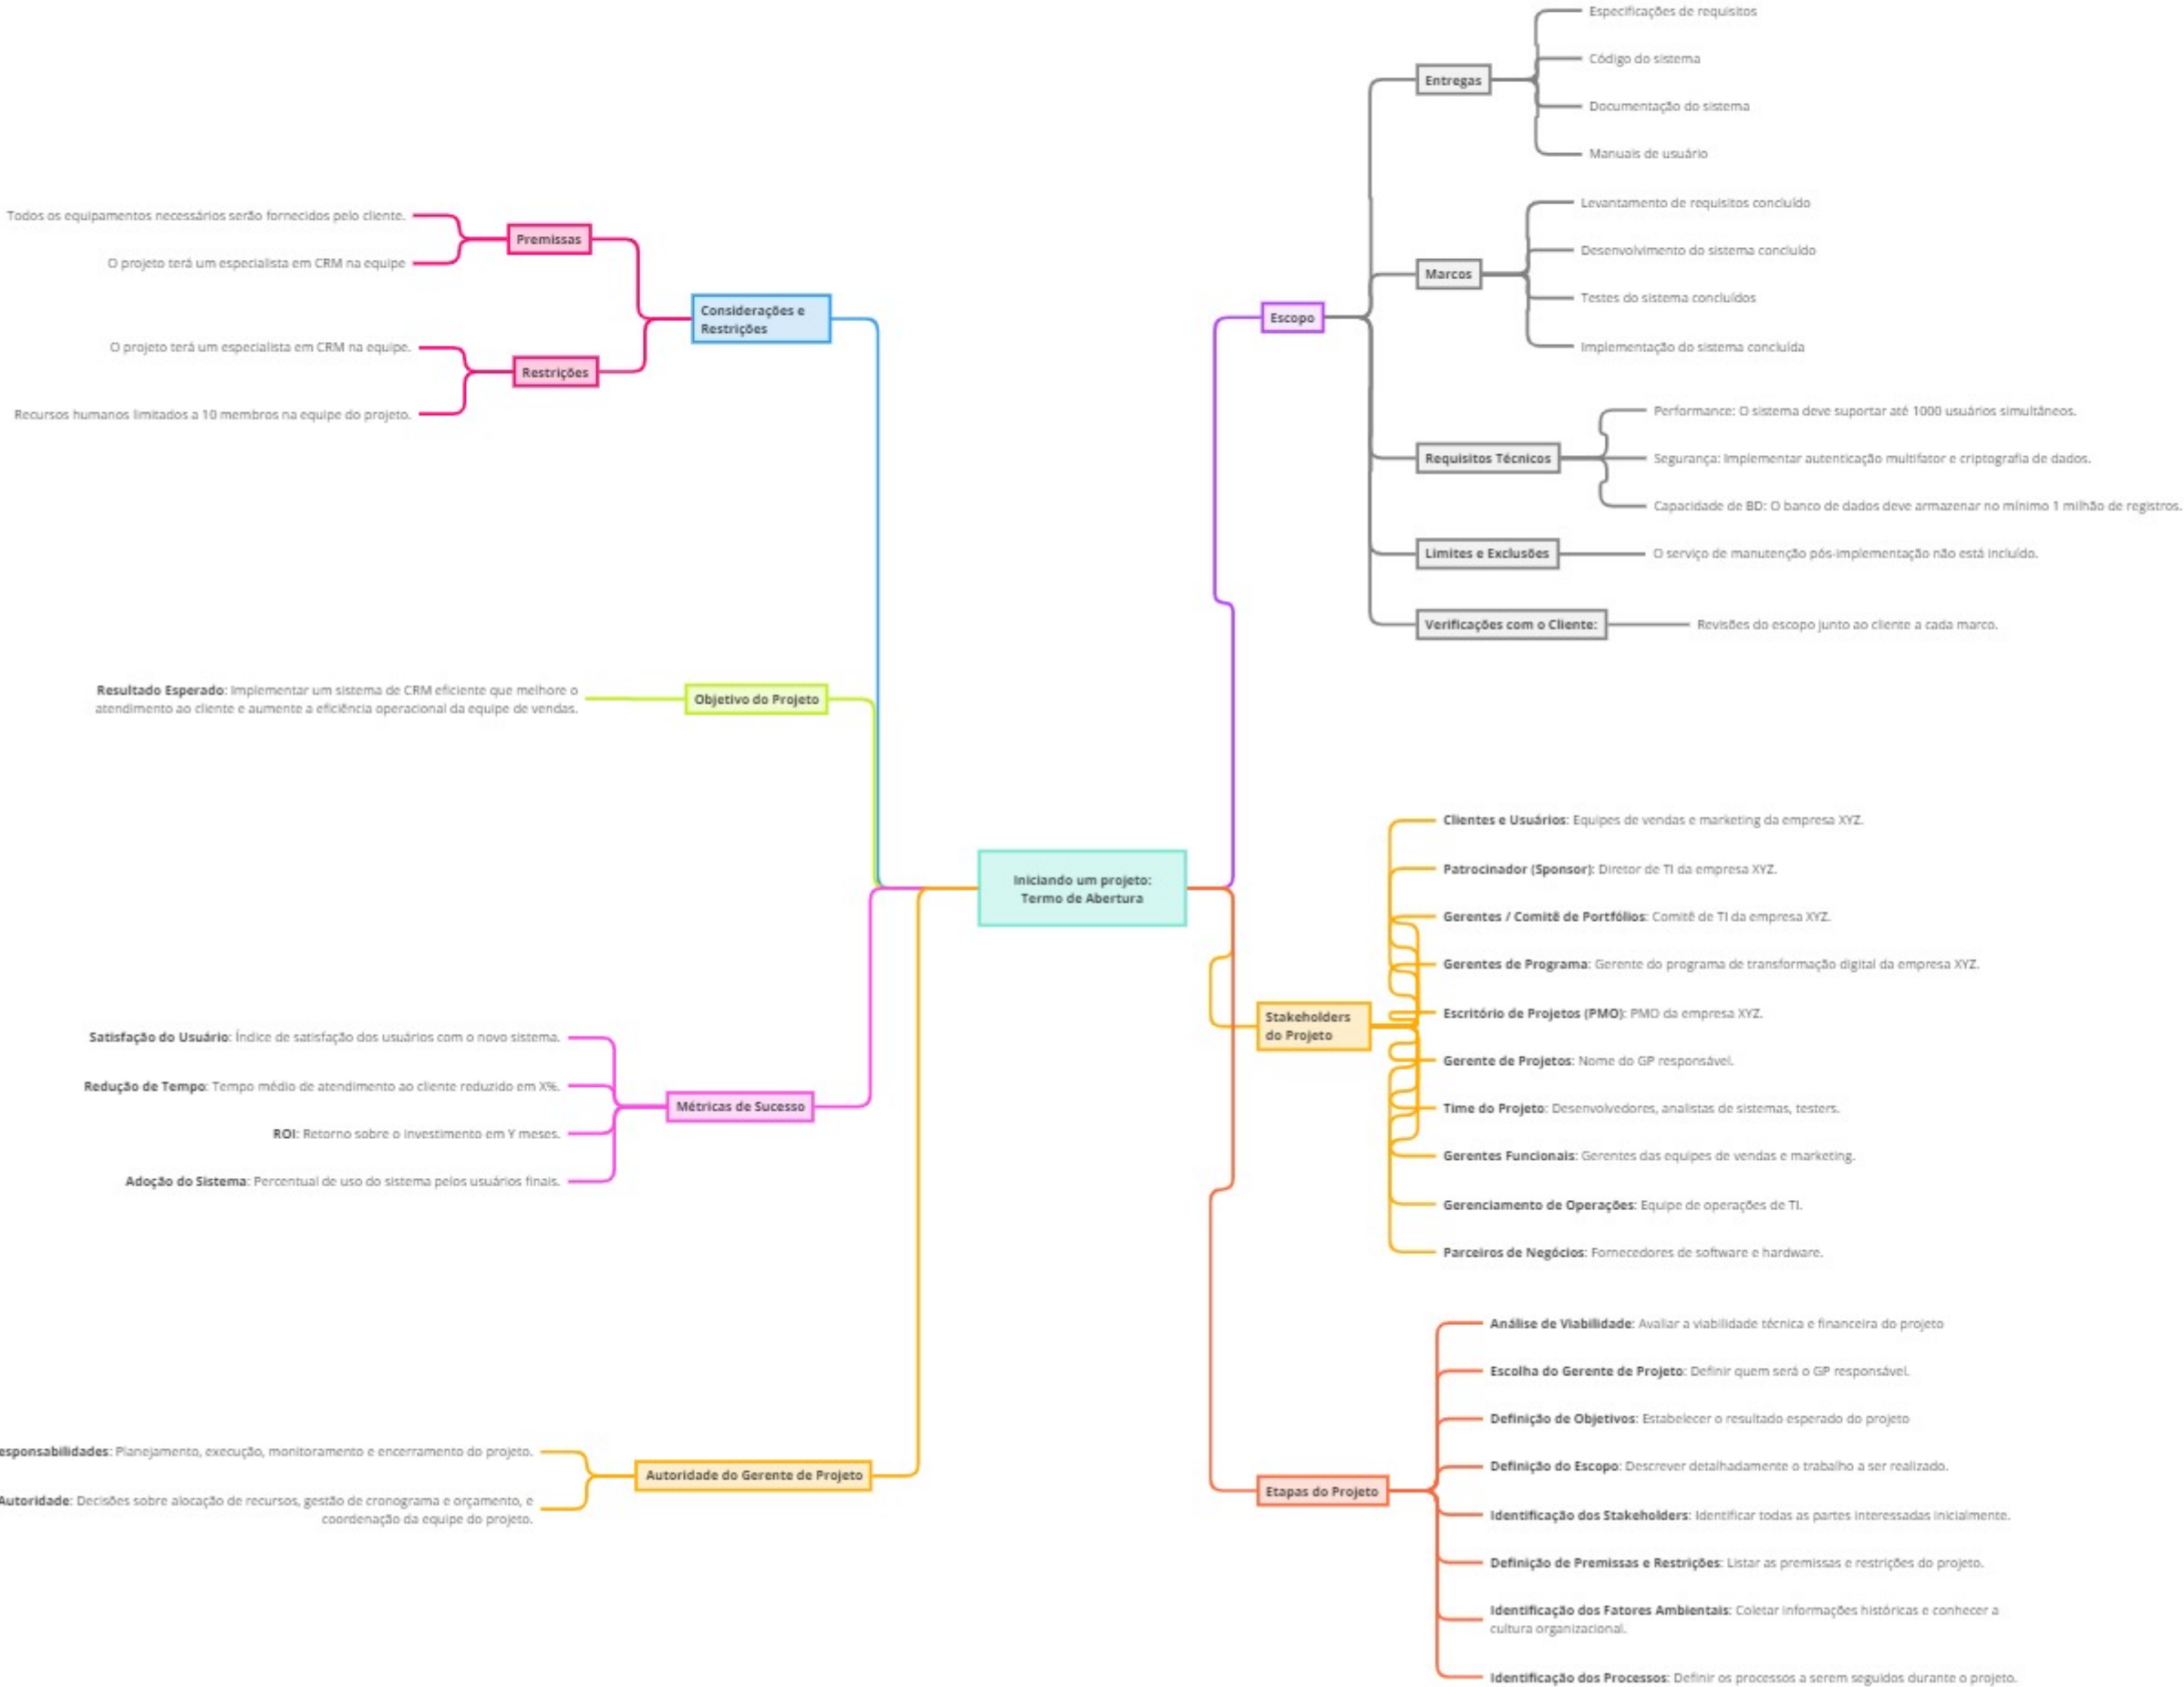 Iniciando um projeto:
Termo de Abertura
Considerações e
Restrições
Premissas
Todos os equipamentos necessários serão fornecidos pelo cliente.
O projeto terá um especialista em CRM na equipe
Restrições
O projeto terá um especialista em CRM na equipe.
Recursos humanos limitados a 10 membros na equipe do projeto.
Objetivo do Projeto
Resultado Esperado: Implementar um sistema de CRM eficiente que melhore o
atendimento ao cliente e aumente a eficiência operacional da equipe de vendas.
Métricas de Sucesso
Satisfação do Usuário: Índice de satisfação dos usuários com o novo sistema.
Redução de Tempo: Tempo médio de atendimento ao cliente reduzido em X%.
ROI: Retorno sobre o investimento em Y meses.
Adoção do Sistema: Percentual de uso do sistema pelos usuários finais.
Autoridade do Gerente de Projeto
esponsabilidades: Planejamento, execução, monitoramento e encerramento do projeto.
Autoridade: Decisões sobre alocação de recursos, gestão de cronograma e orçamento, e
coordenação da equipe do projeto.
Escopo
Entregas
Especificações de requisitos
Código do sistema
Documentação do sistema
Manuais de usuário
Marcos
Levantamento de requisitos concluído
Desenvolvimento do sistema concluído
Testes do sistema concluídos
Implementação do sistema concluída
Requisitos Técnicos
Performance: O sistema deve suportar até 1000 usuários simultâneos.
Segurança: Implementar autenticação multifator e criptografia de dados.
Capacidade de BD: O banco de dados deve armazenar no mínimo 1 milhão de registros.
Limites e Exclusões
O serviço de manutenção pós-implementação não está incluído.
Verificações com o Cliente:
Revisões do escopo junto ao cliente a cada marco.
Stakeholders
do Projeto
Clientes e Usuários: Equipes de vendas e marketing da empresa XYZ.
Patrocinador (Sponsor): Diretor de TI da empresa XYZ.
Gerentes / Comitê de Portfólios: Comitê de TI da empresa XYZ.
Gerentes de Programa: Gerente do programa de transformação digital da empresa XYZ.
Escritório de Projetos (PMO): PMO da empresa XYZ.
Gerente de Projetos: Nome do GP responsável.
Time do Projeto: Desenvolvedores, analistas de sistemas, testers.
Gerentes Funcionais: Gerentes das equipes de vendas e marketing.
Gerenciamento de Operações: Equipe de operações de TI.
Parceiros de Negócios: Fornecedores de software e hardware.
Etapas do Projeto
Análise de Viabilidade: Avaliar a viabilidade técnica e financeira do projeto
Escolha do Gerente de Projeto: Definir quem será o GP responsável.
Definição de Objetivos: Estabelecer o resultado esperado do projeto
Definição do Escopo: Descrever detalhadamente o trabalho a ser realizado.
Identificação dos Stakeholders: Identificar todas as partes interessadas inicialmente.
Definição de Premissas e Restrições: Listar as premissas e restrições do projeto.
Identificação dos Fatores Ambientais: Coletar informações históricas e conhecer a
cultura organizacional.
Identificação dos Processos: Definir os processos a serem seguidos durante o projeto.